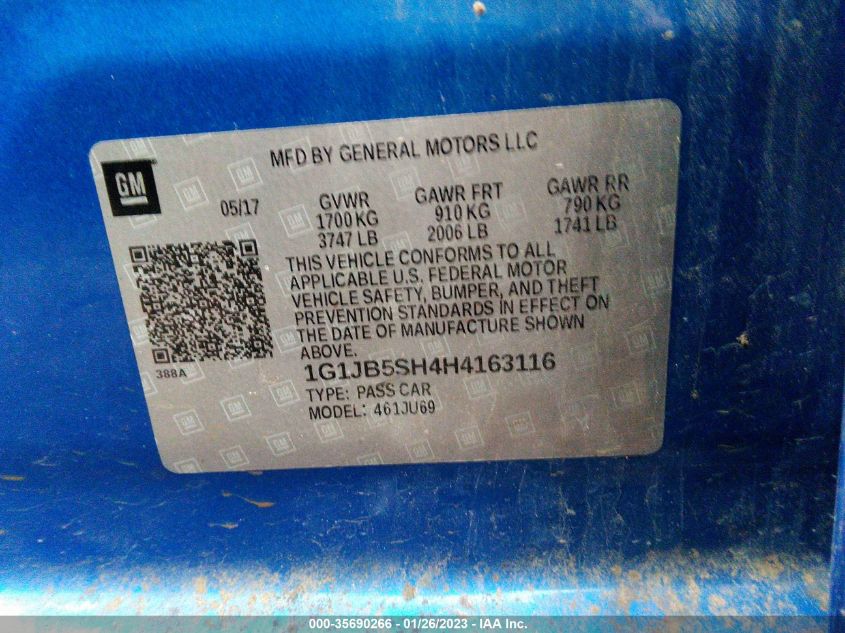 MFD BY GENERAL MOTORS LLC
GM
05/17
GVWR
1700 KG
3747 LB
GAWR FRT
910 KG
2006 LB
GAWR RR
790 KG
1741 LB
THIS VEHICLE CONFORMS TO ALL
APPLICABLE U.S. FEDERAL MOTOR
VEHICLE SAFETY, BUMPER, AND THEFT
PREVENTION STANDARDS IN EFFECT ON
THE DATE OF MANUFACTURE SHOWN
ABOVE.
388A
1G1JB5SH4H4163116
TYPE: PASS CAR
MODEL: 461JU69
000-35690266 - 01/26/2023 - IAA Inc.